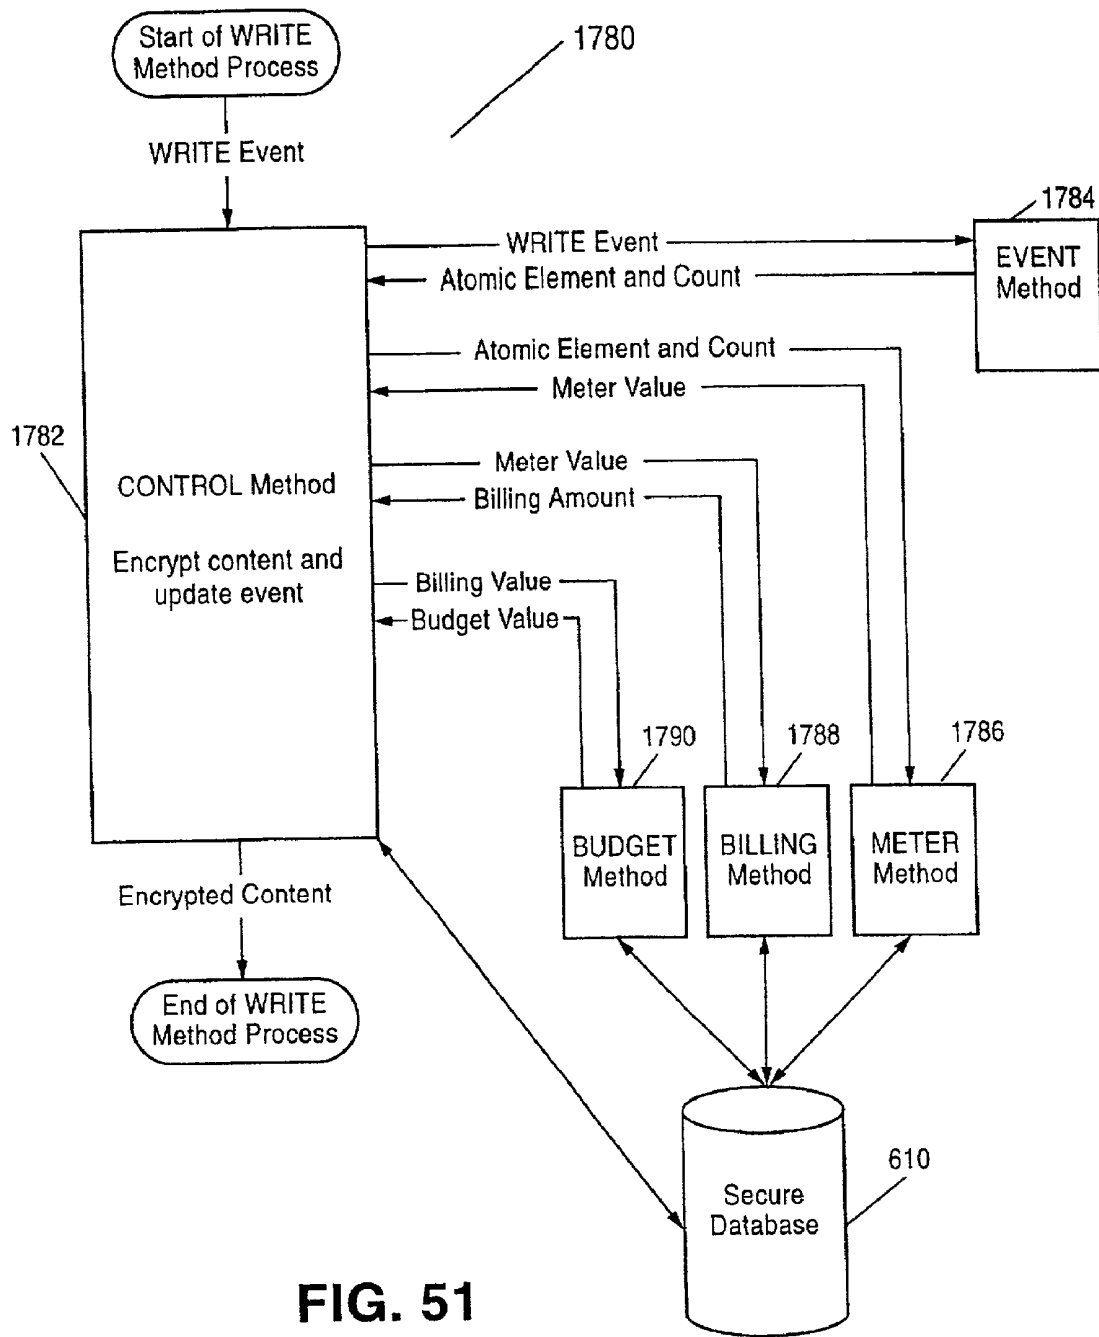 Start of WRITE
Method Process
1780
WRITE Event
1784
WRITE Event
EVENT
Method
Atomic Element and Count
Atomic Element and Count
Meter Value
1782
CONTROL Method
Encrypt content and
update event
Meter Value
Billing Amount
Billing Value
Budget Value
1790
1788
1786
BUDGET
Method
BILLING
Method
METER
Method
Encrypted Content
End of WRITE
Method Process
610
Secure
Database
FIG. 51